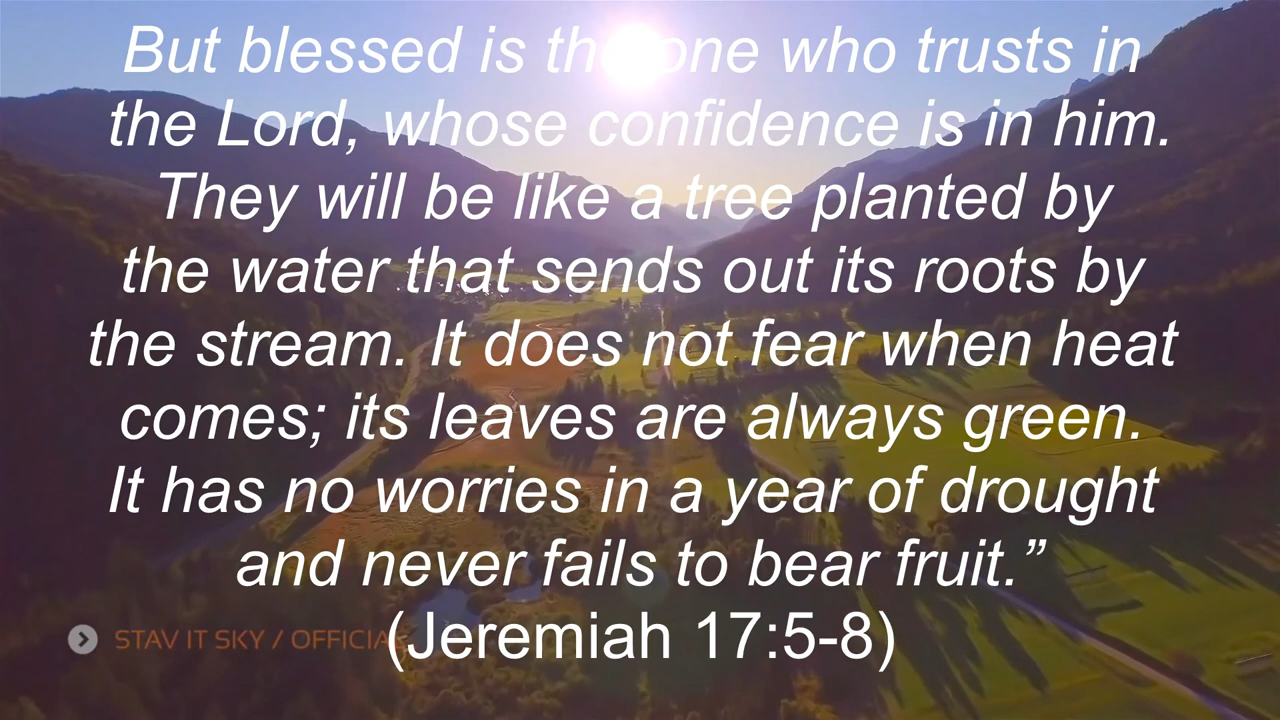 But blessed is the one who trusts in
the Lord, whose confidence is in him.
They will be like a tree planted by
the water that sends out its roots by
the stream. It does not fear when heat
comes; its leaves are always green.
It has no worries in a year of drought
and never fails to bear fruit.”
(Jeremiah 17:5-8)
STAV IT SKY / OFFICIAL